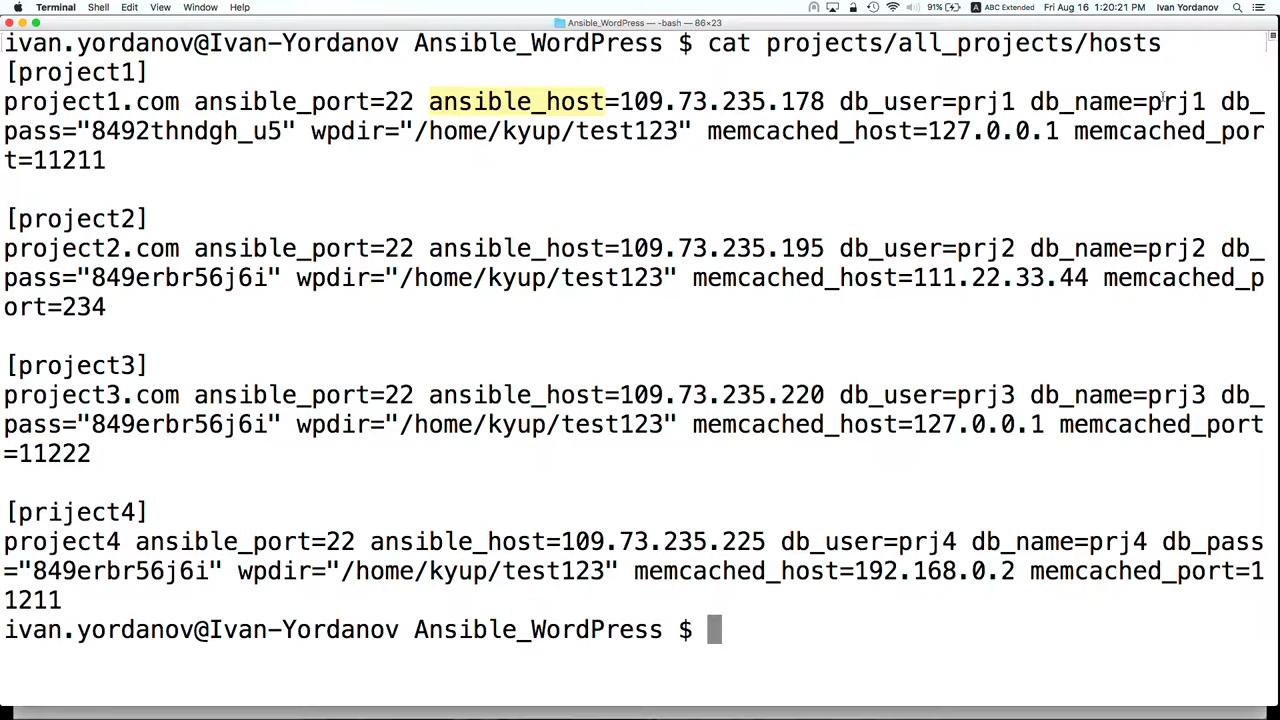 Terminal Shell Edit View Window Help 91% ABC Extended Fri Aug 16 1:20:21 PM Ivan Yordanov
Ansible_WordPress — -bash — 86×23
ivan.yordanov@Ivan-Yordanov Ansible_WordPress $ cat projects/all_projects/hosts
[project1]
project1.com ansible_port=22 ansible_host=109.73.235.178 db_user=prj1 db_name=prj1 db_
pass="8492thndgh_u5" wpdir="/home/kyup/test123" memcached_host=127.0.0.1 memcached_por
t=11211
[project2]
project2.com ansible_port=22 ansible_host=109.73.235.195 db_user=prj2 db_name=prj2 db_
pass="849erbr56j6i" wpdir="/home/kyup/test123" memcached_host=111.22.33.44 memcached_p
ort=234
[project3]
project3.com ansible_port=22 ansible_host=109.73.235.220 db_user=prj3 db_name=prj3 db_
pass="849erbr56j6i" wpdir="/home/kyup/test123" memcached_host=127.0.0.1 memcached_port
=11222
[priject4]
project4 ansible_port=22 ansible_host=109.73.235.225 db_user=prj4 db_name=prj4 db_pass
="849erbr56j6i" wpdir="/home/kyup/test123" memcached_host=192.168.0.2 memcached_port=1
1211
ivan.yordanov@Ivan-Yordanov Ansible_WordPress $